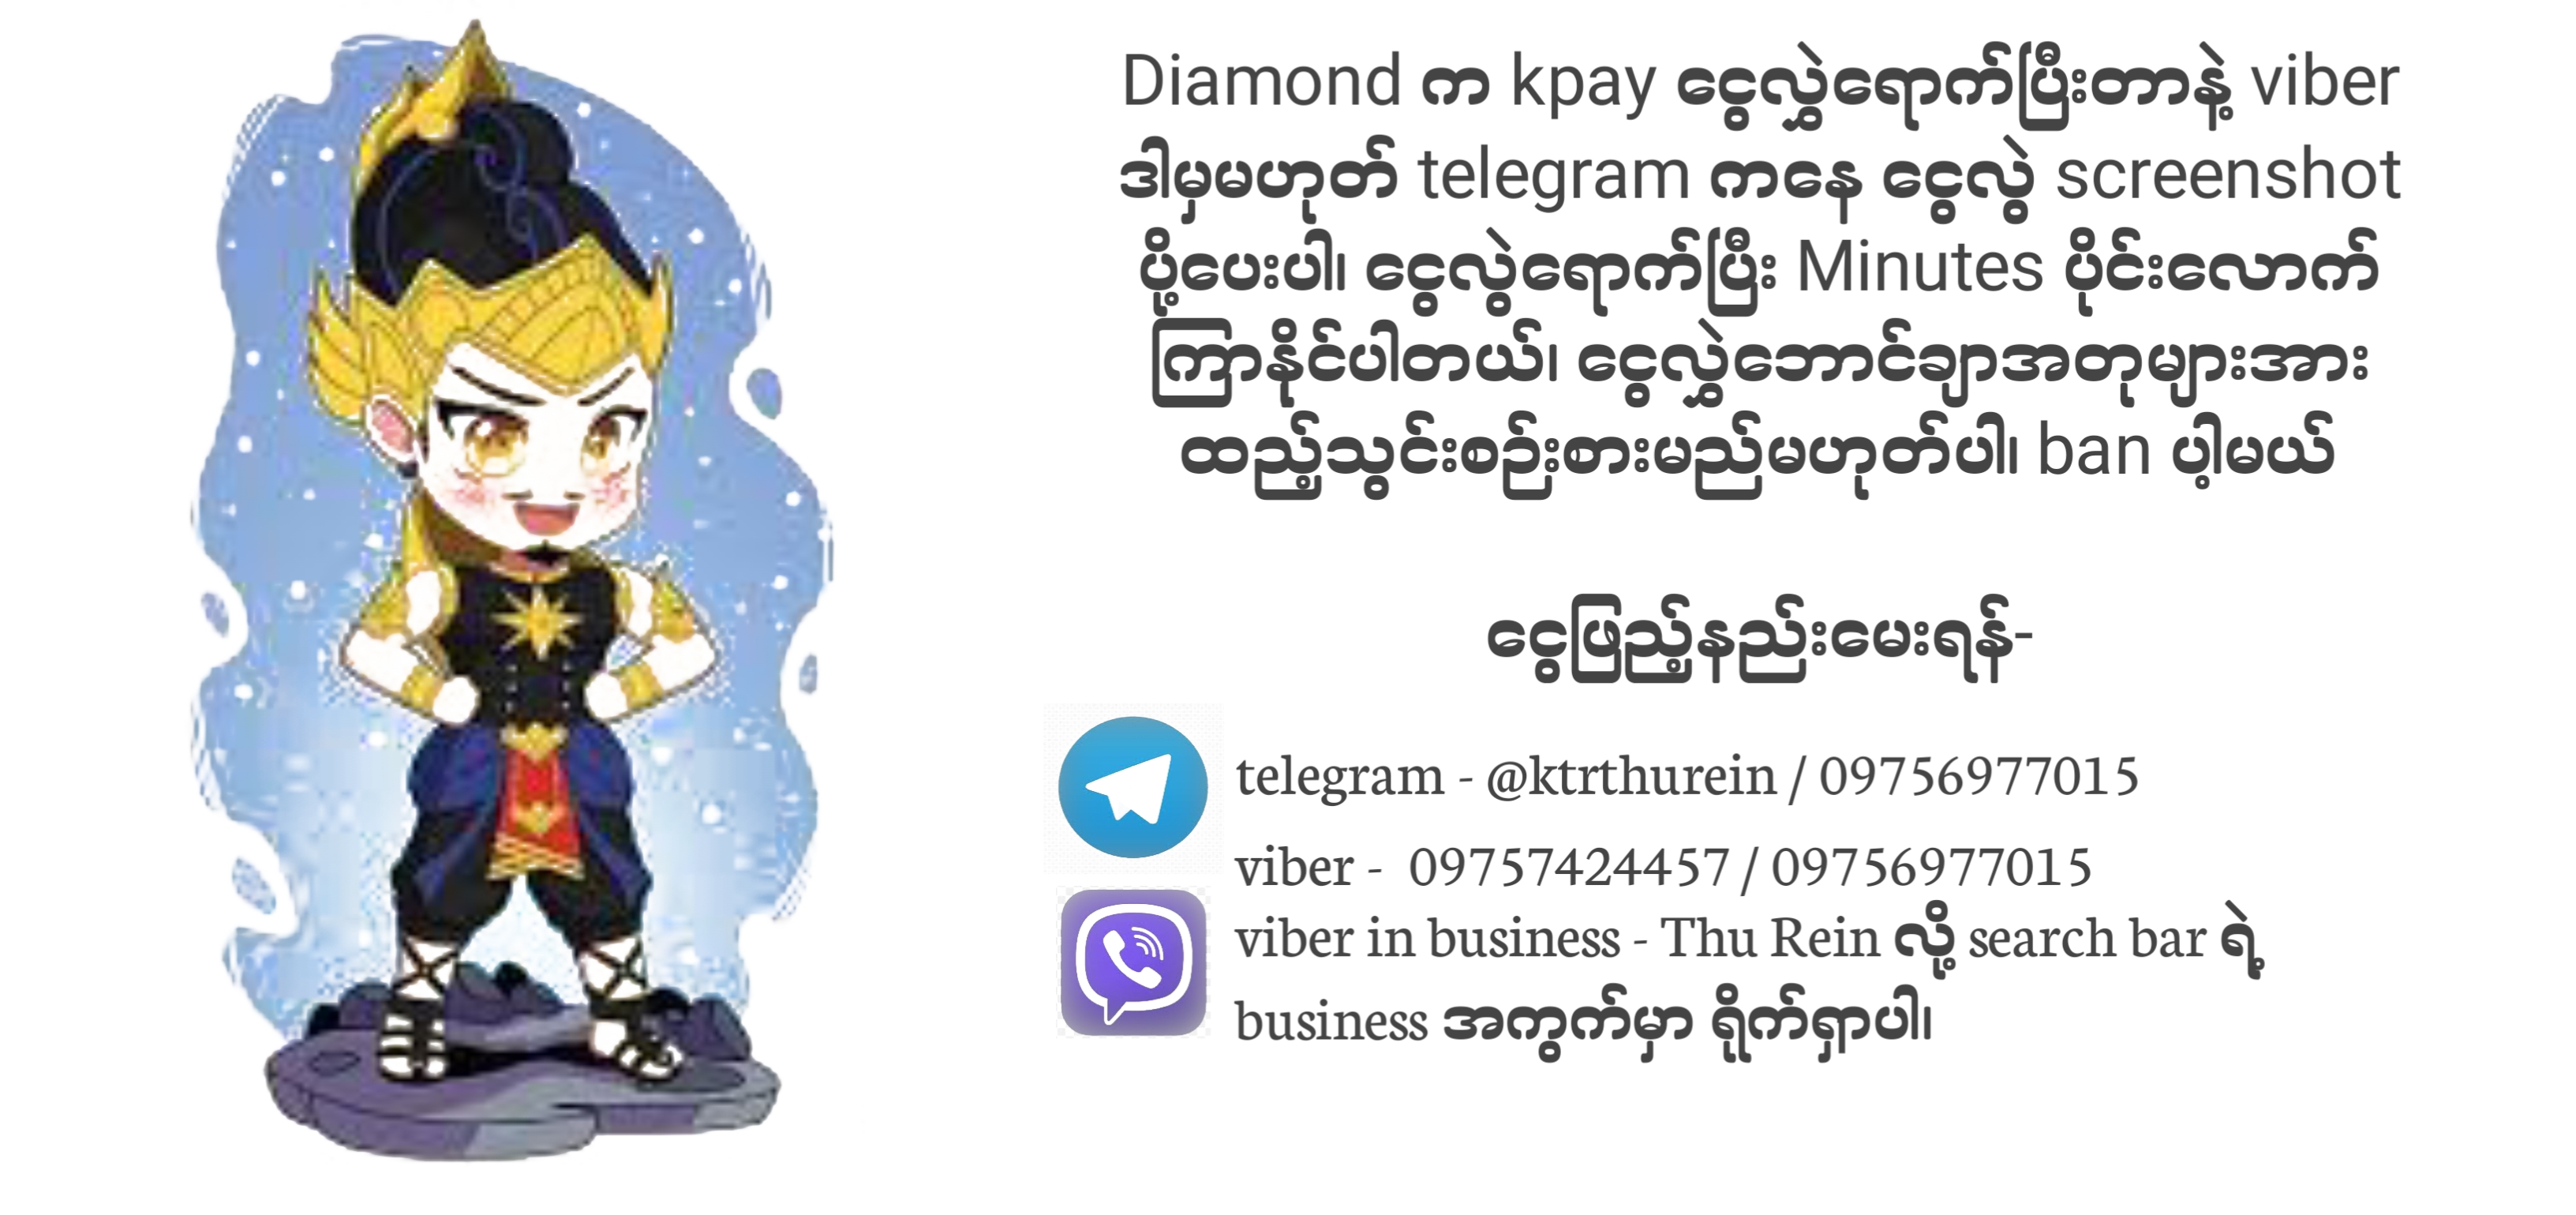 Diamond က kpay ငွေလွှဲရောက်ပြီးတာနဲ့ viber
ဒါမှမဟုတ် telegram ကနေ ငွေလွဲ screenshot
ပို့ပေးပါ၊ ငွေလွဲရောက်ပြီး Minutes ပိုင်းလောက်
ကြာနိုင်ပါတယ်၊ ငွေလွှဲဘောင်ချာအတုများအား
ထည့်သွင်းစဉ်းစားမည်မဟုတ်ပါ၊ ban ပါ့မယ်
ငွေဖြည့်နည်းမေးရန်-
telegram - @ktrthurein / 09756977015
viber - 09757424457 / 09756977015
viber in business - Thu Rein လို့ search bar ရဲ့
business အကွက်မှာ ရိုက်ရှာပါ၊